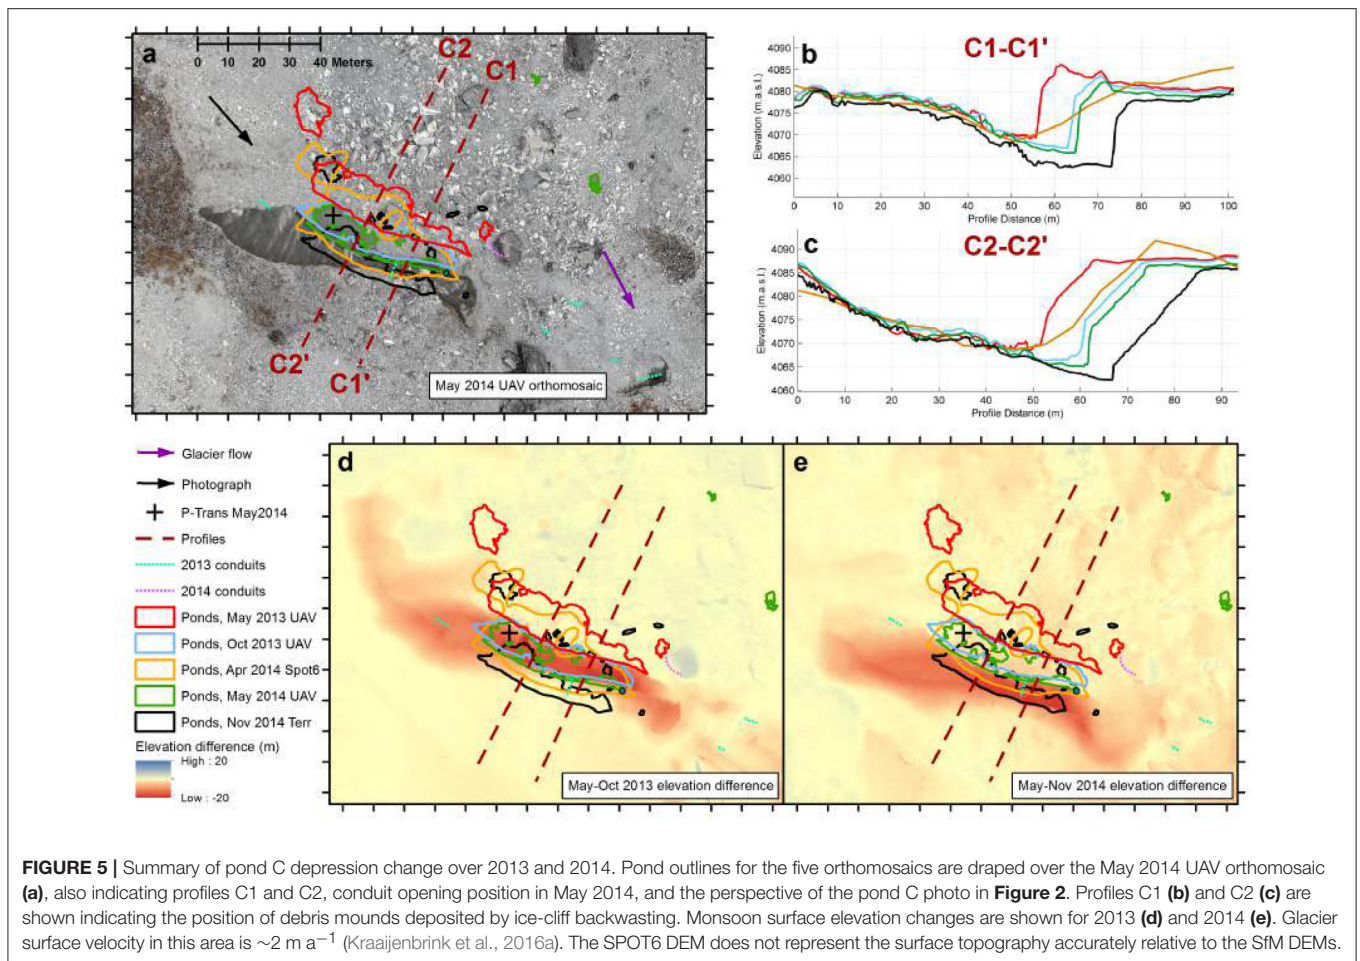 a
0 10 20 30 40 Meters
C2
C1
C2'
C1'
May 2014 UAV orthomosaic
b
C1-C1'
Elevation (m.a.s.l.)
4090
4085
4080
4075
4070
4065
4060
0 10 20 30 40 50 60 70 80 90 100
Profile Distance (m)
c
C2-C2'
Elevation (m.a.s.l.)
4090
4085
4080
4075
4070
4065
4060
0 10 20 30 40 50 60 70 80 90
Profile Distance (m)
Glacier flow
Photograph
P-Trans May2014
Profiles
2013 conduits
2014 conduits
Ponds, May 2013 UAV
Ponds, Oct 2013 UAV
Ponds, Apr 2014 Spot6
Ponds, May 2014 UAV
Ponds, Nov 2014 Terr
Elevation difference (m)
High : 20
Low : -20
d
May-Oct 2013 elevation difference
e
May-Nov 2014 elevation difference
FIGURE 5 | Summary of pond C depression change over 2013 and 2014. Pond outlines for the five orthomosaics are draped over the May 2014 UAV orthomosaic
(a), also indicating profiles C1 and C2, conduit opening position in May 2014, and the perspective of the pond C photo in Figure 2. Profiles C1 (b) and C2 (c) are
shown indicating the position of debris mounds deposited by ice-cliff backwasting. Monsoon surface elevation changes are shown for 2013 (d) and 2014 (e). Glacier
surface velocity in this area is ~2 m a−1 (Kraaijenbrink et al., 2016a). The SPOT6 DEM does not represent the surface topography accurately relative to the SfM DEMs.